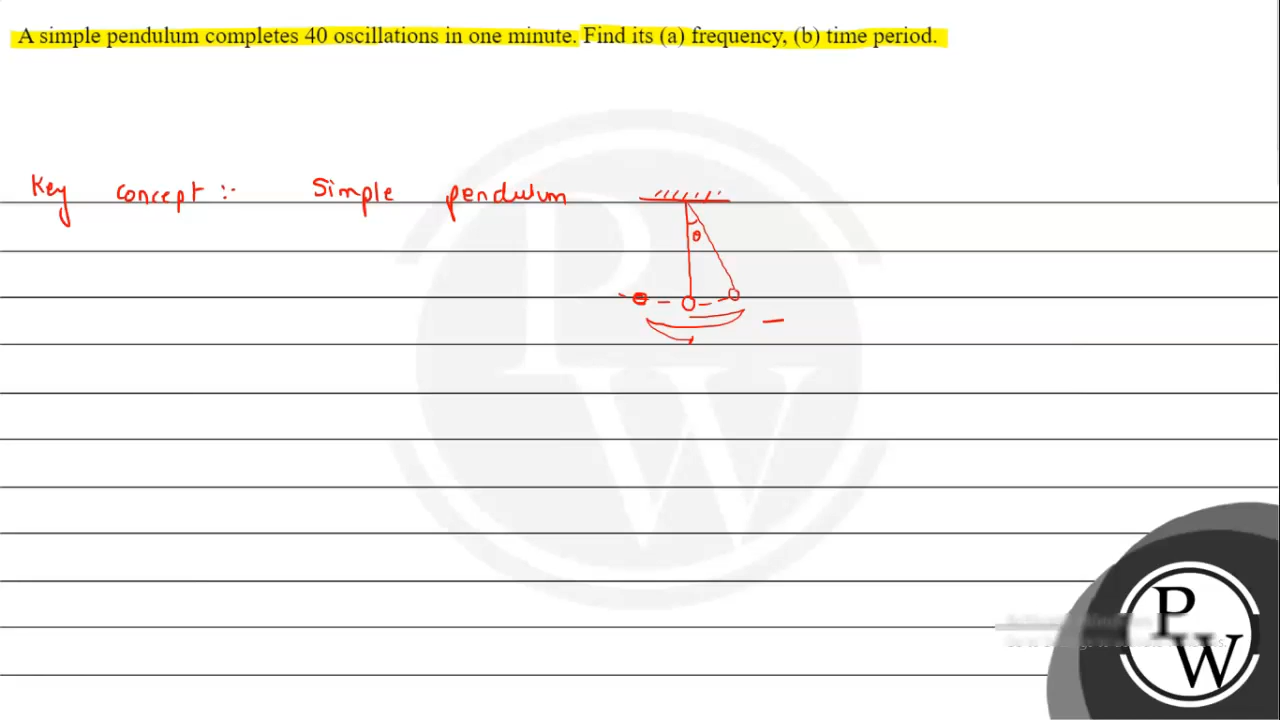 A simple pendulum completes 40 oscillations in one minute. Find its (a) frequency, (b) time period.
Key concept :- Simple pendulum
θ
P
W
P
W